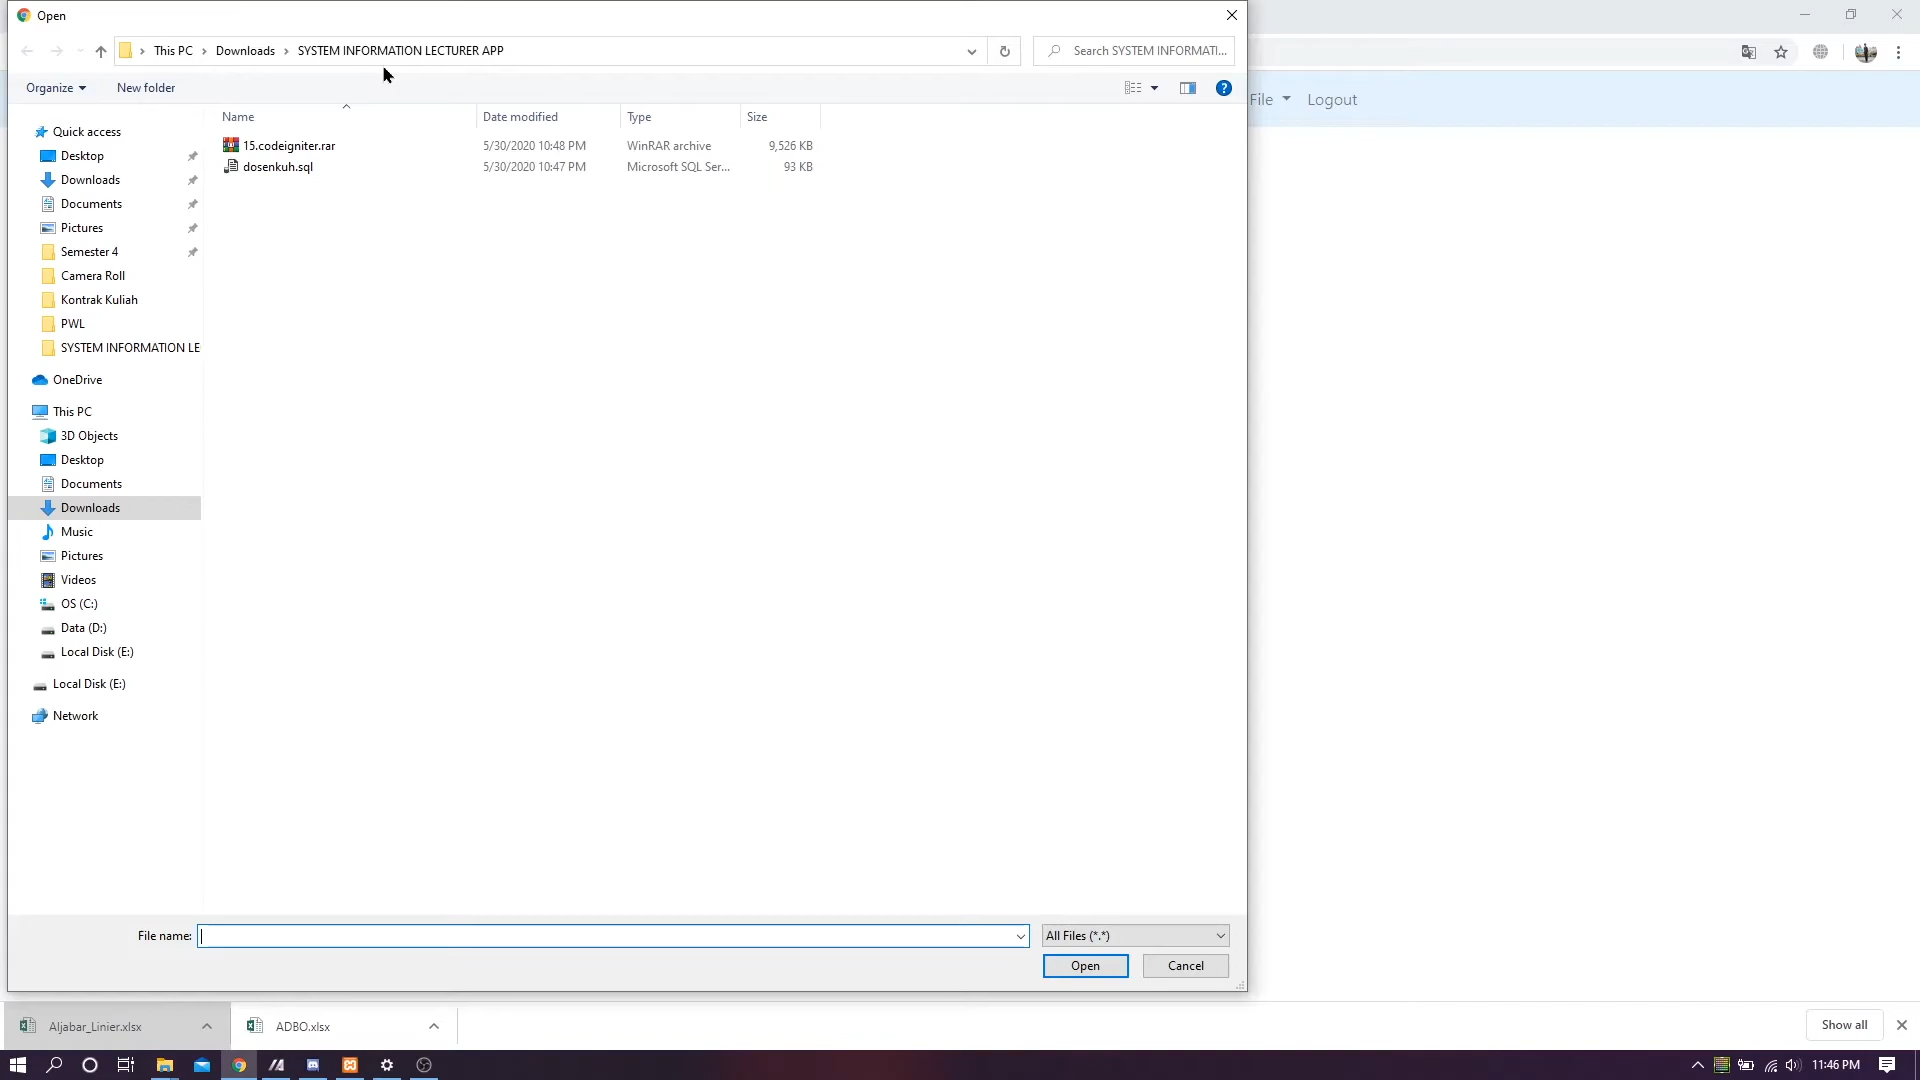 Open
This PC
Downloads
SYSTEM INFORMATION LECTURER APP
Search SYSTEM INFORMATI...
Organize
New folder
File
Logout
Name
Date modified
Type
Size
15.codeigniter.rar
5/30/2020 10:48 PM
WinRAR archive
9,526 KB
dosenkuh.sql
5/30/2020 10:47 PM
Microsoft SQL Ser...
93 KB
Quick access
Desktop
Downloads
Documents
Pictures
Semester 4
Camera Roll
Kontrak Kuliah
PWL
SYSTEM INFORMATION LE
OneDrive
This PC
3D Objects
Desktop
Documents
Downloads
Music
Pictures
Videos
OS (C:)
Data (D:)
Local Disk (E:)
Local Disk (E:)
Network
File name:
All Files (*.*)
Open
Cancel
Aljabar_Linier.xlsx
ADBO.xlsx
Show all
11:46 PM